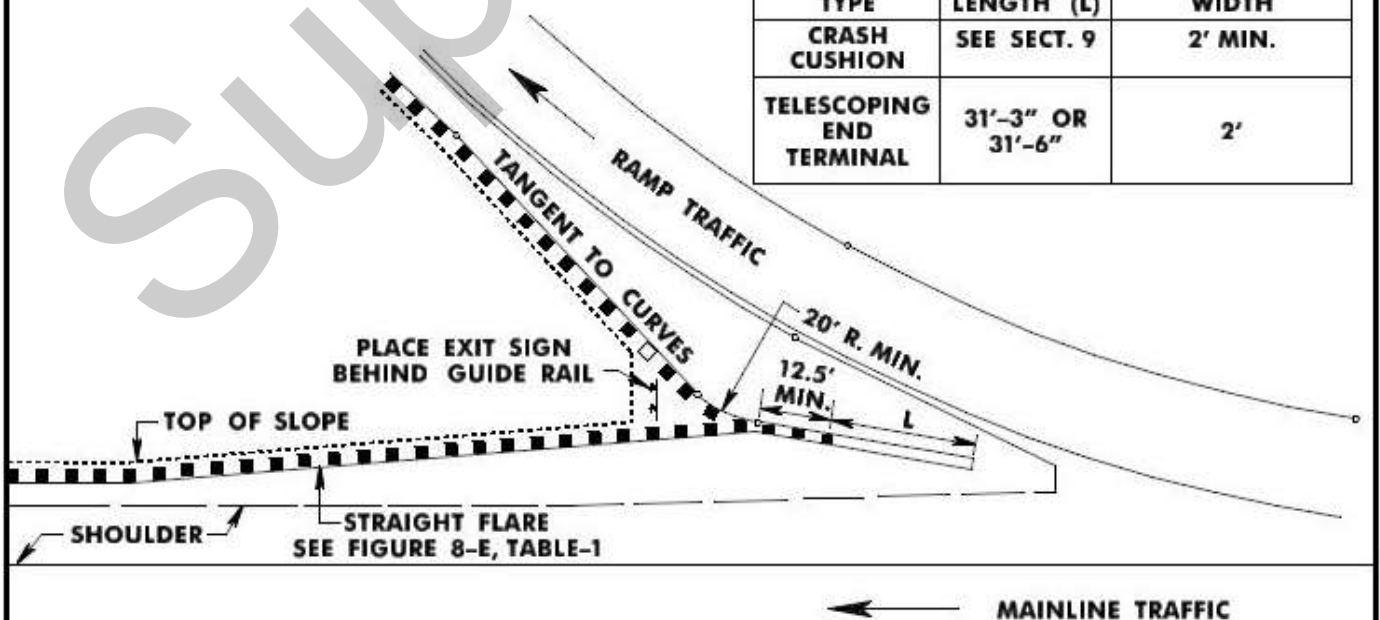 TYPE LENGTH (L) WIDTH
CRASH CUSHION SEE SECT. 9 2' MIN.
TELESCOPING END TERMINAL 31'–3" OR 31'–6" 2'
RAMP TRAFFIC
TANGENT TO CURVES
20' R. MIN.
12.5'
MIN.
L
PLACE EXIT SIGN
BEHIND GUIDE RAIL
TOP OF SLOPE
SHOULDER
STRAIGHT FLARE
SEE FIGURE 8–E, TABLE–1
MAINLINE TRAFFIC
Sup